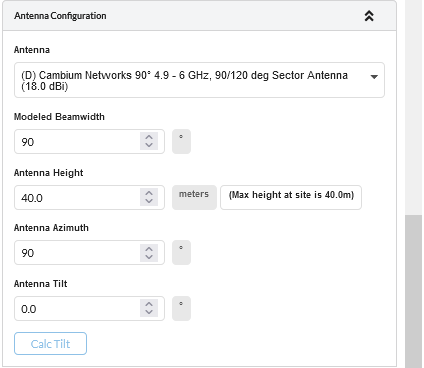 Antenna Configuration
Antenna
(D) Cambium Networks 90° 4.9 - 6 GHz, 90/120 deg Sector Antenna
(18.0 dBi)
Modeled Beamwidth
90 °
Antenna Height
40.0 meters (Max height at site is 40.0m)
Antenna Azimuth
90 °
Antenna Tilt
0.0 °
Calc Tilt